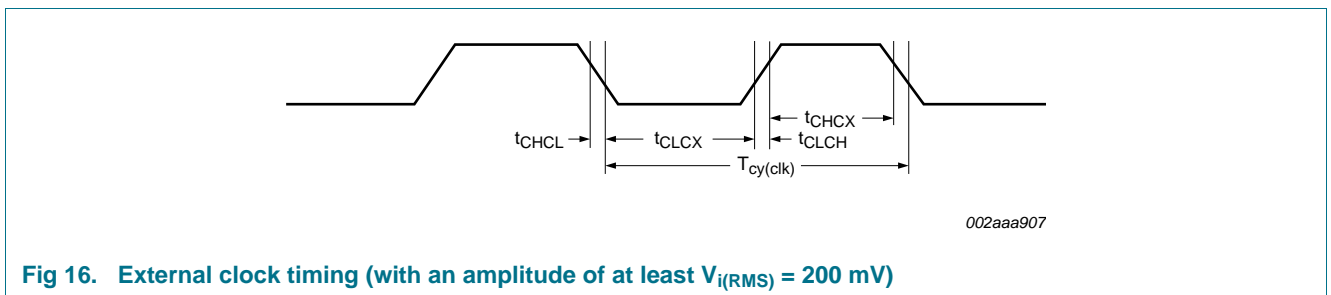 tCHCX
tCHCL tCLCX tCLCH
Tcy(clk)
002aaa907
Fig 16. External clock timing (with an amplitude of at least Vi(RMS) = 200 mV)